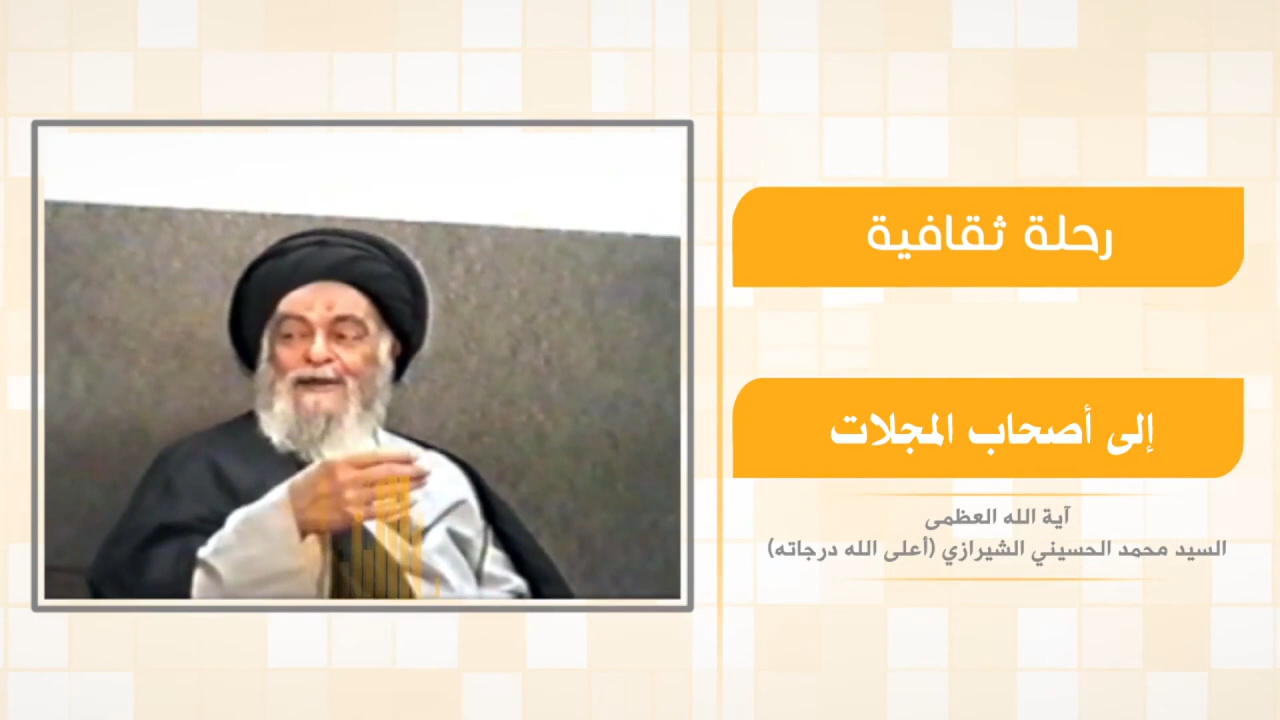 رحلة ثقافية
إلى أصحاب المجلات
آية الله العظمى
السيد محمد الحسيني الشيرازي (أعلى الله درجاته)